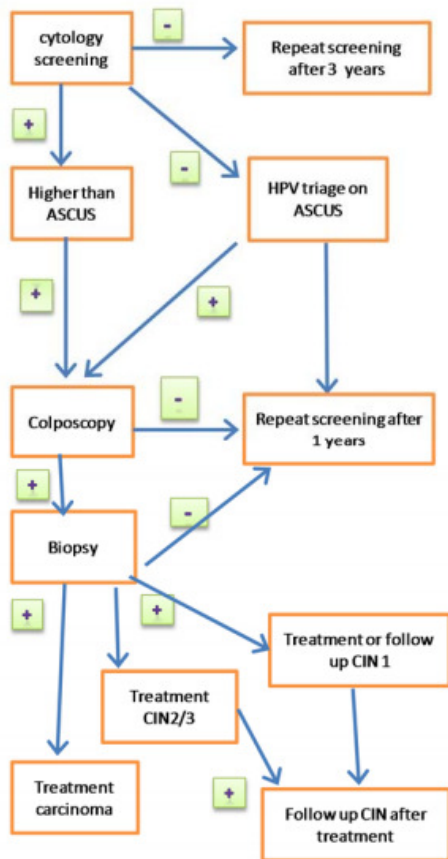 cytology
screening
-
Repeat screening
after 3 years
+
-
Higher than
ASCUS
HPV triage on
ASCUS
+
+
Colposcopy
-
Repeat screening after
1 years
+
-
Biopsy
+
+
Treatment or follow
up CIN 1
Treatment
CIN2/3
Treatment
carcinoma
+
Follow up CIN after
treatment